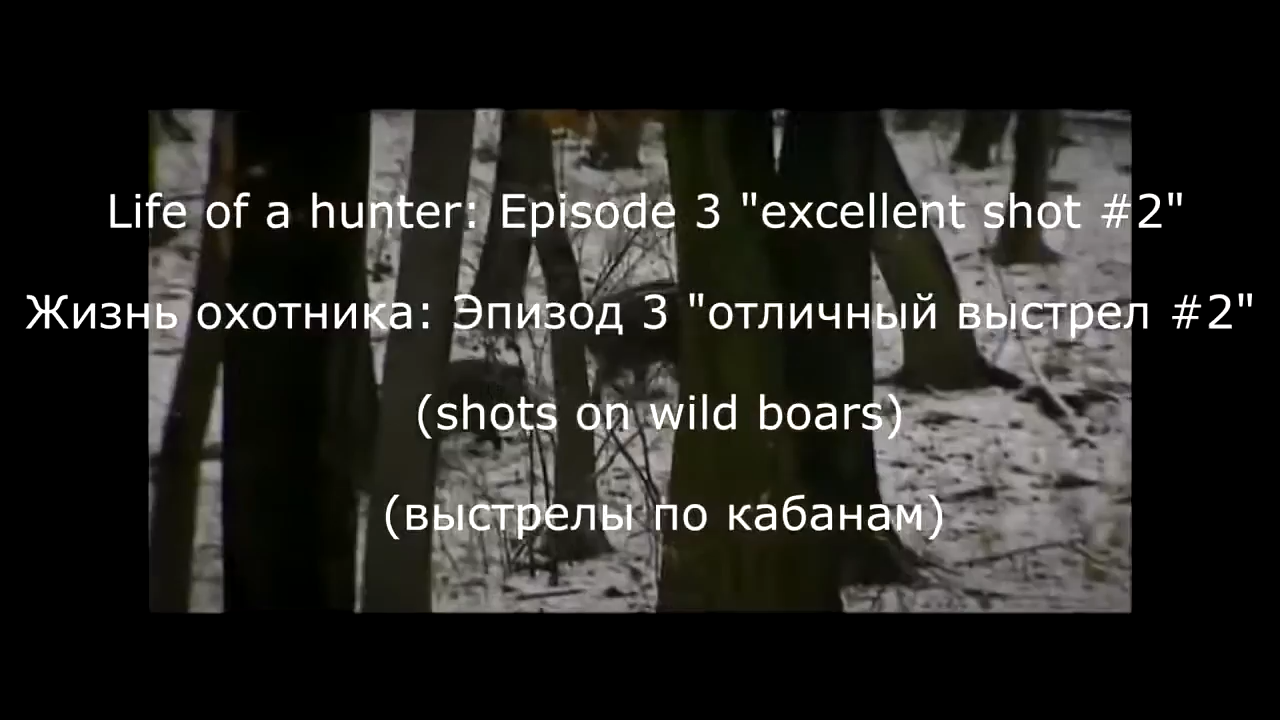 Life of a hunter: Episode 3 "excellent shot #2"
Жизнь охотника: Эпизод 3 "отличный выстрел #2"
(shots on wild boars)
(выстрелы по кабанам)